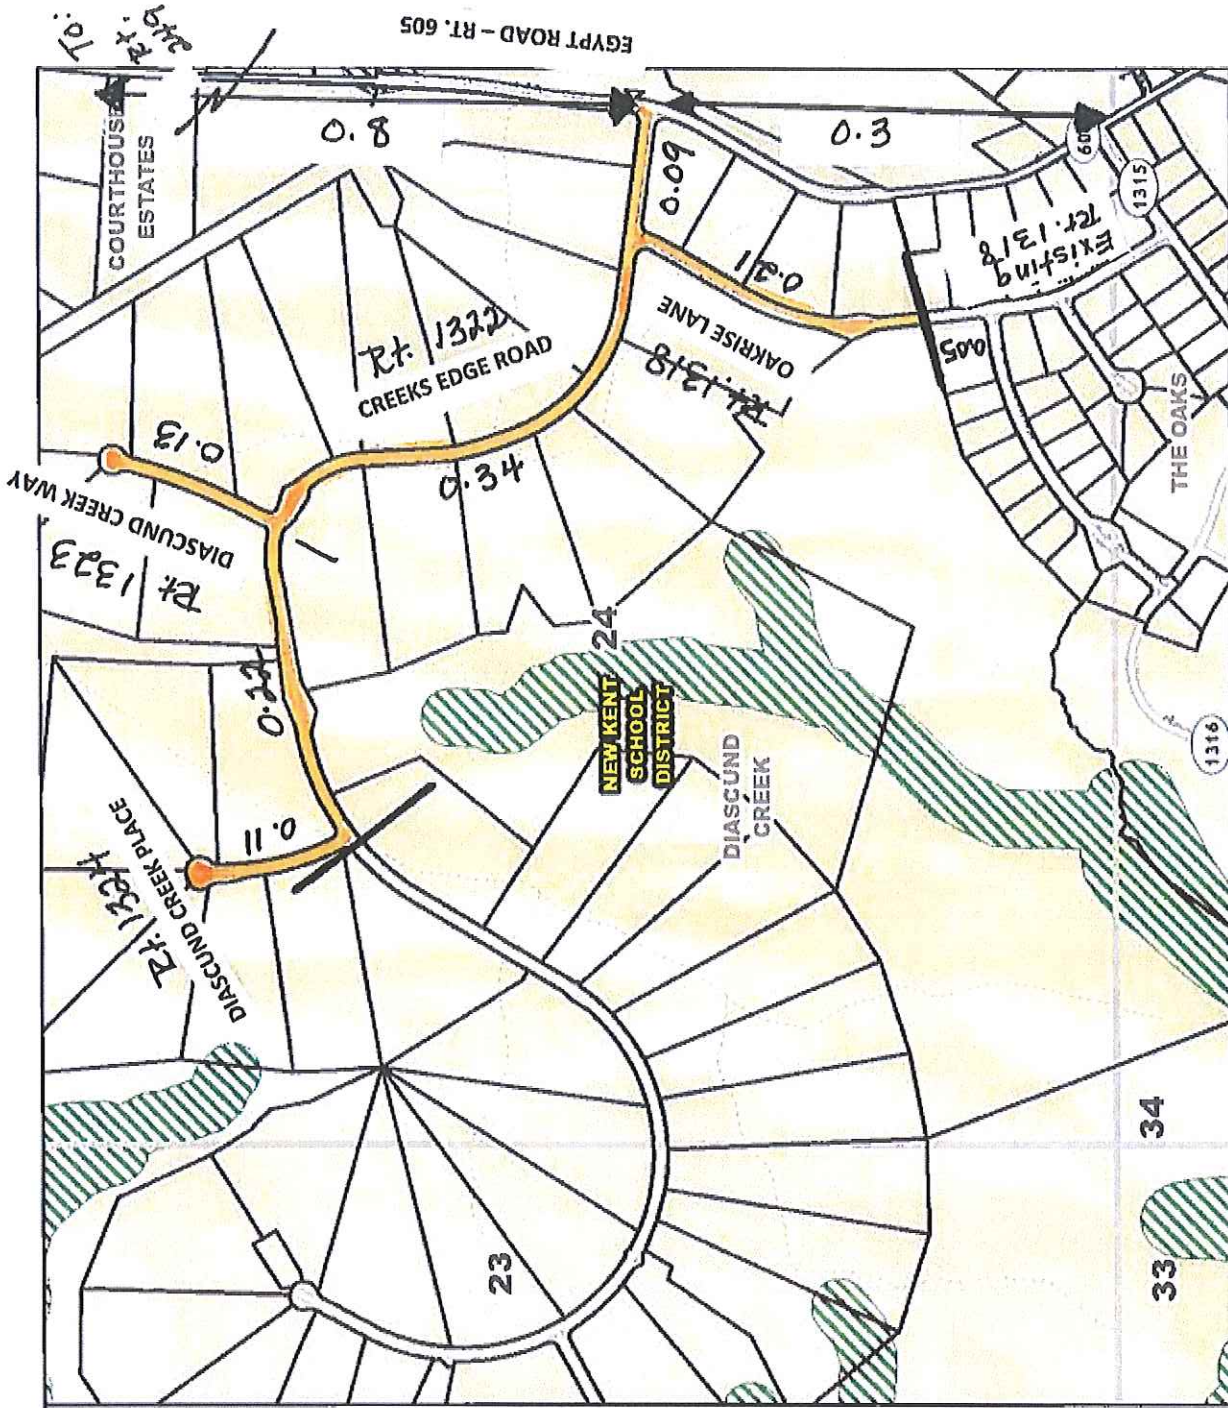 To:
Rt.
249
EGYPT ROAD – RT. 605
COURTHOUSE
ESTATES
0.8
0.3
0.09
0.21
Existing
Rt. 1318
1315
Rt. 1322
CREEKS EDGE ROAD
OAKRISE LANE
Rt. 1318
0.05
THE OAKS
0.13
DIASCUND CREEK WAY
Rt. 1323
0.34
0.22
24
NEW KENT
SCHOOL
DISTRICT
DIASCUND
CREEK
1316
0.11
Rt. 1324
DIASCUND CREEK PLACE
23
34
33